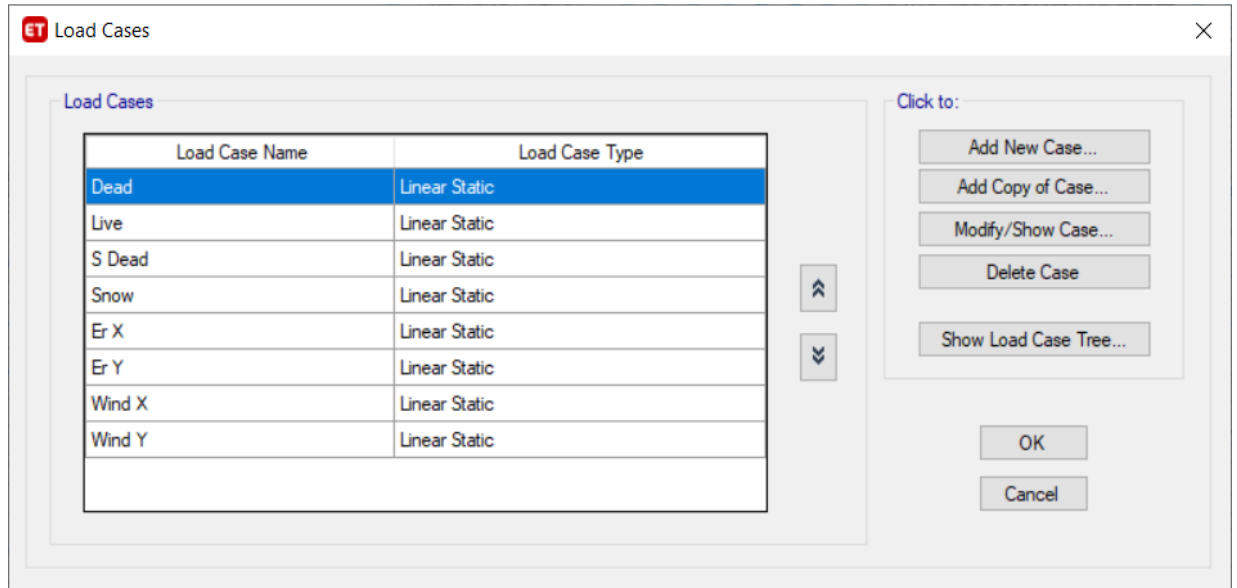 ET Load Cases
Load Cases
Click to:
Load Case Name Load Case Type
Dead Linear Static
Live Linear Static
S Dead Linear Static
Snow Linear Static
Er X Linear Static
Er Y Linear Static
Wind X Linear Static
Wind Y Linear Static
Add New Case...
Add Copy of Case...
Modify/Show Case...
Delete Case
Show Load Case Tree...
OK
Cancel